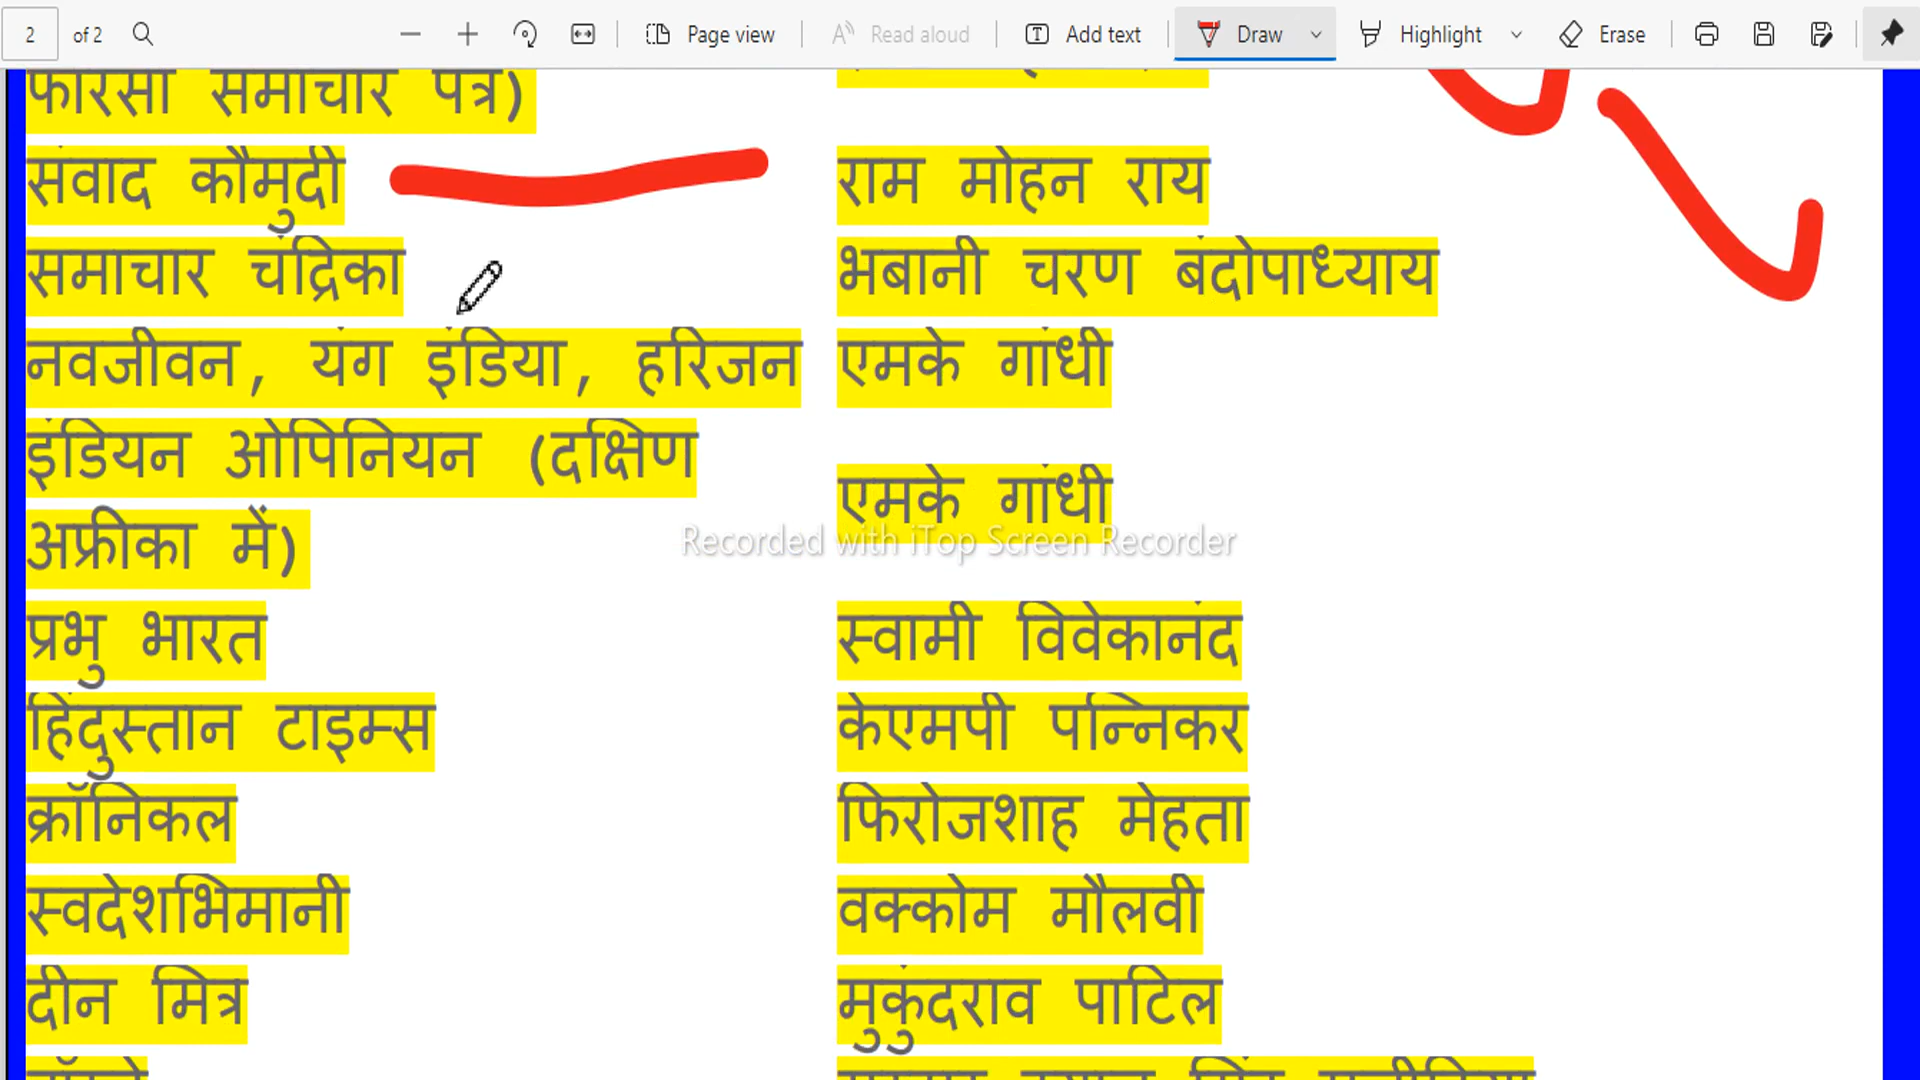 2 of 2 Page view Read aloud Add text Draw Highlight Erase
फारसी समाचार पत्र)
संवाद कौमुदी राम मोहन राय
समाचार चंद्रिका भबानी चरण बंदोपाध्याय
नवजीवन, यंग इंडिया, हरिजन एमके गांधी
इंडियन ओपिनियन (दक्षिण
अफ्रीका में) एमके गांधी
Recorded with iTop Screen Recorder
प्रभु भारत स्वामी विवेकानंद
हिंदुस्तान टाइम्स केएमपी पन्निकर
क्रॉनिकल फिरोजशाह मेहता
स्वदेशभिमानी वक्कोम मौलवी
दीन मित्र मुकुंदराव पाटिल